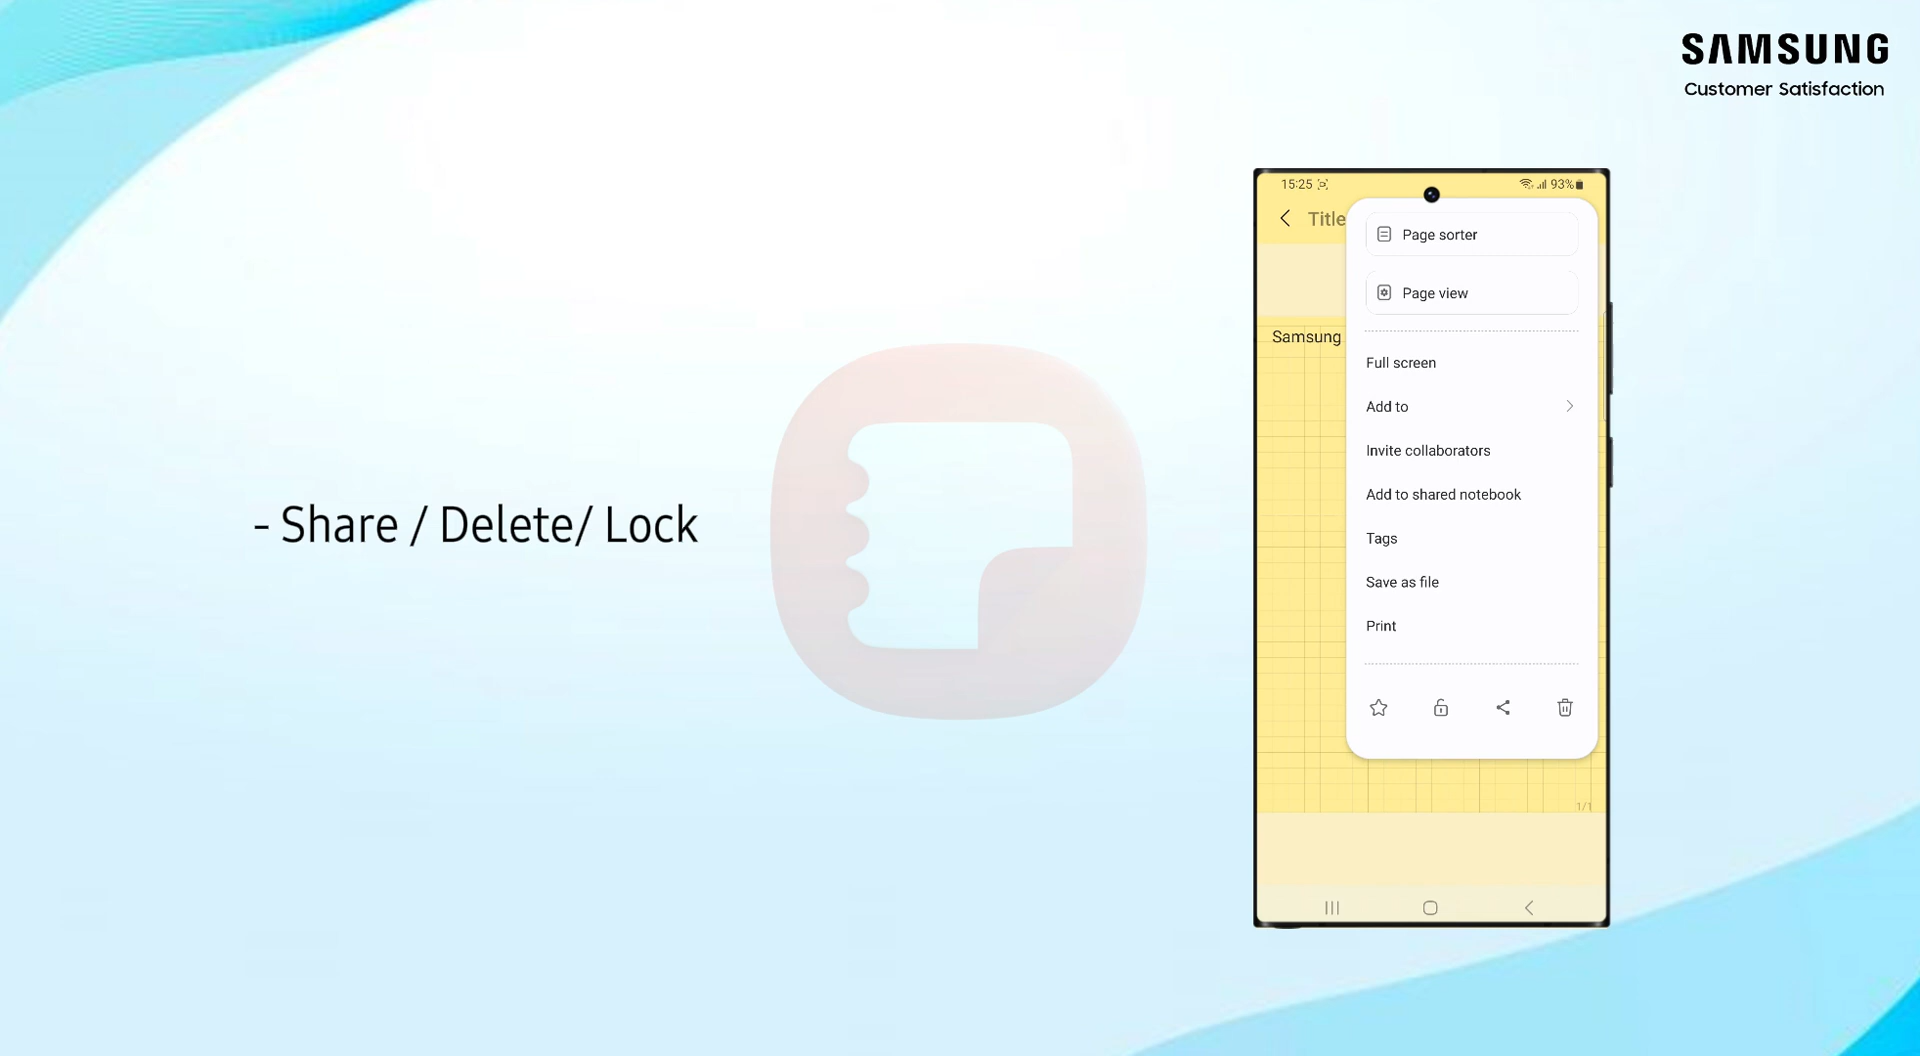 SAMSUNG
Customer Satisfaction
- Share / Delete/ Lock
15:25 93%
Title
Page sorter
Page view
Samsung
Full screen
Add to
Invite collaborators
Add to shared notebook
Tags
Save as file
Print
1/1